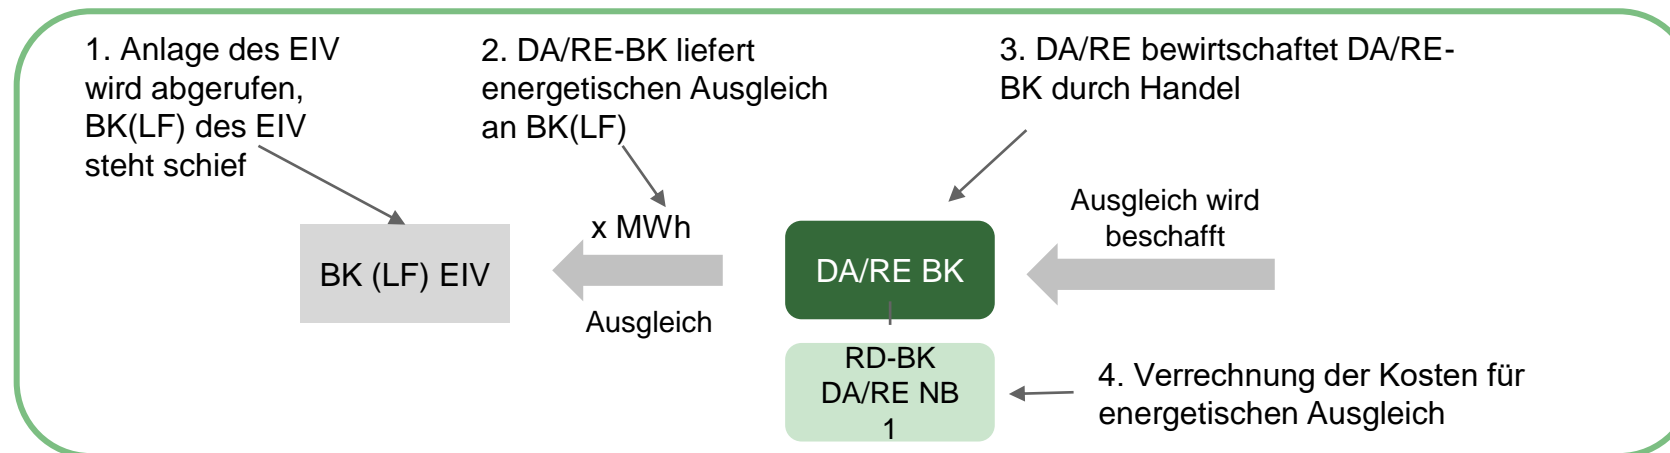 1. Anlage des EIV
wird abgerufen,
BK(LF) des EIV
steht schief
2. DA/RE-BK liefert
energetischen Ausgleich
an BK(LF)
3. DA/RE bewirtschaftet DA/RE-
BK durch Handel
BK (LF) EIV
x MWh
Ausgleich
DA/RE BK
Ausgleich wird
beschafft
RD-BK
DA/RE NB
1
4. Verrechnung der Kosten für
energetischen Ausgleich